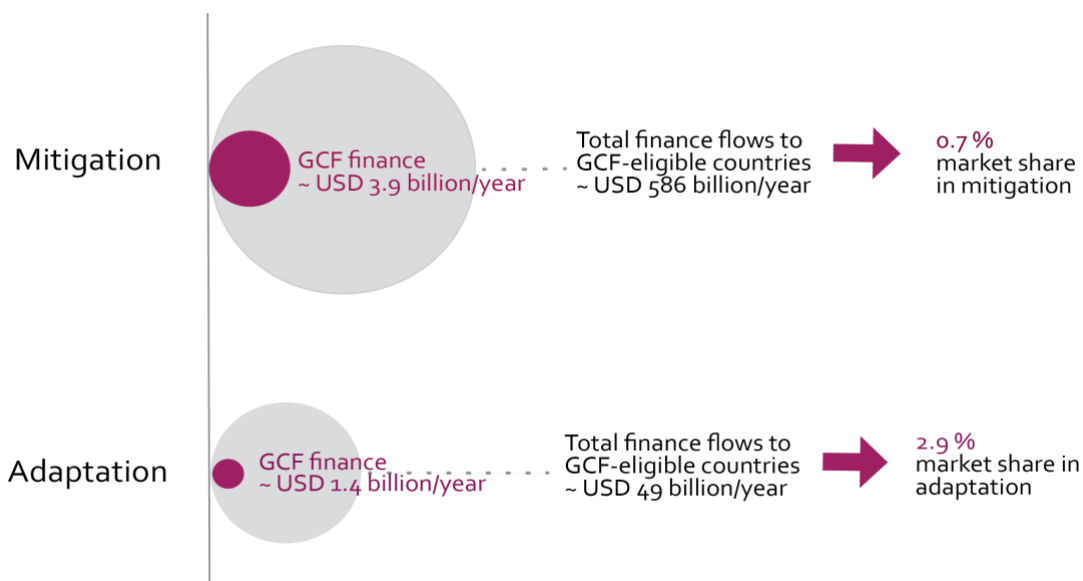 Mitigation
GCF finance
~ USD 3.9 billion/year
Total finance flows to
GCF-eligible countries
~ USD 586 billion/year
0.7 %
market share
in mitigation
Adaptation
GCF finance
~ USD 1.4 billion/year
Total finance flows to
GCF-eligible countries
~ USD 49 billion/year
2.9 %
market share in
adaptation